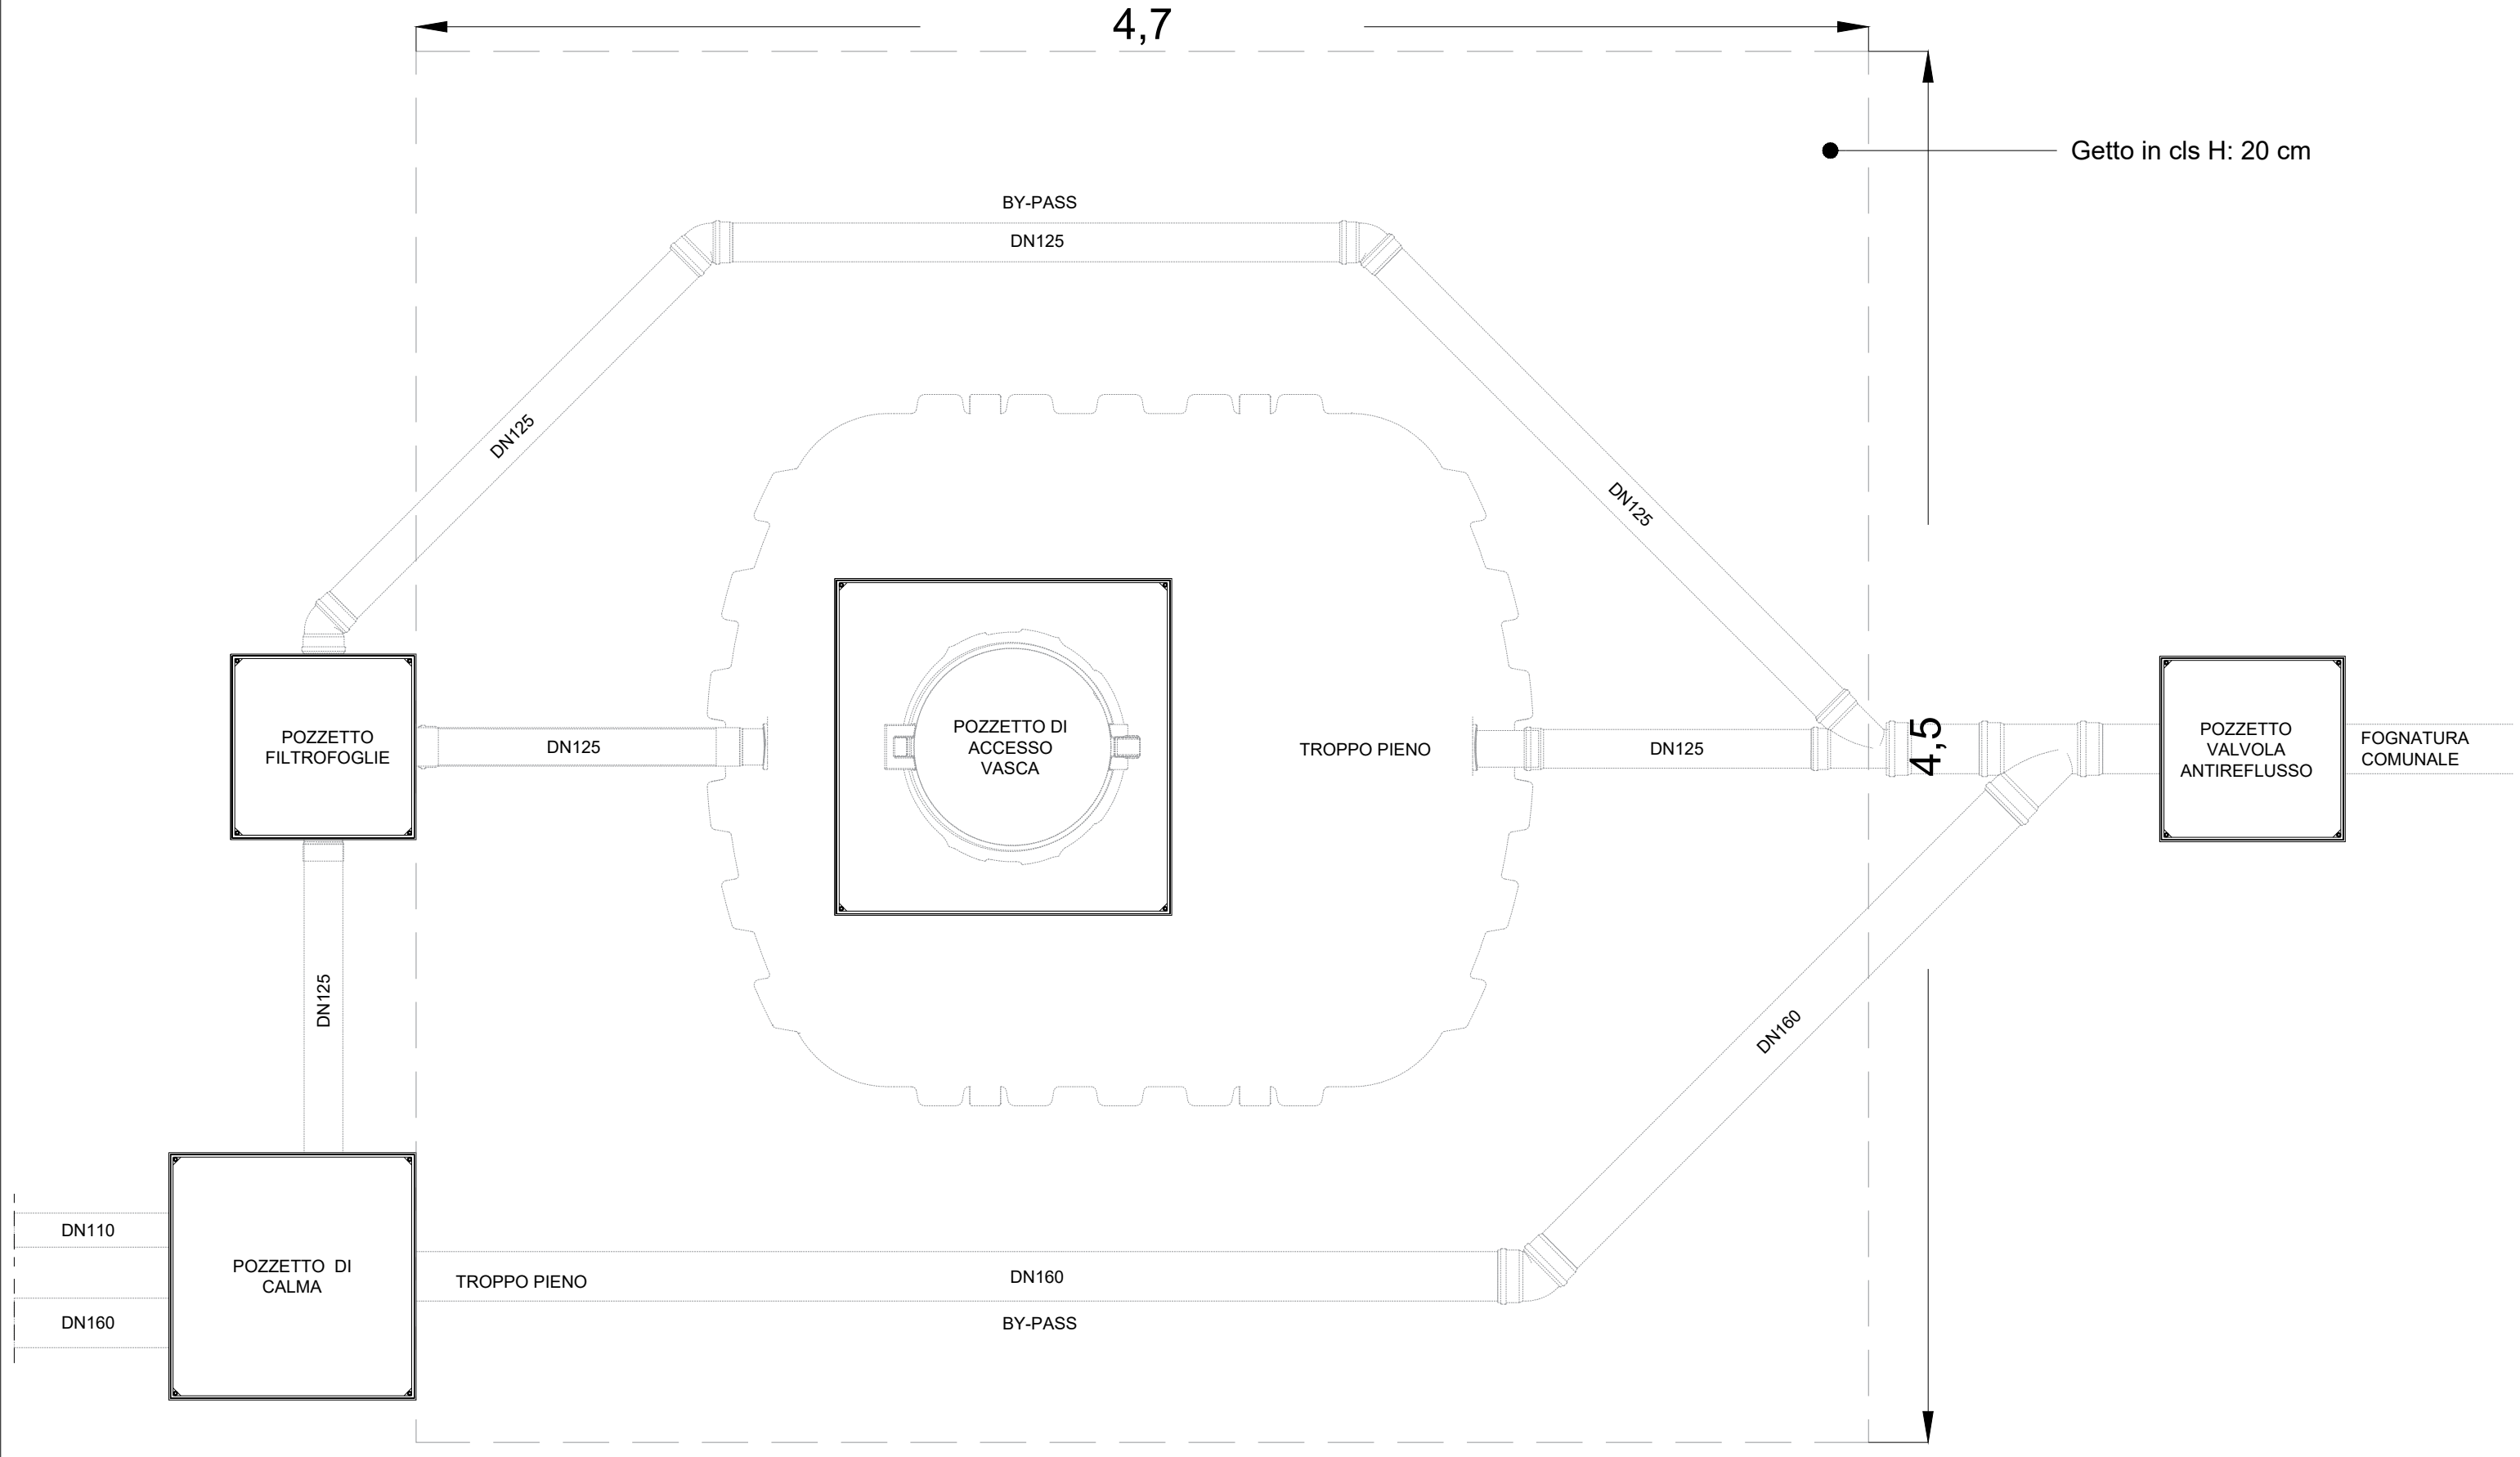 4,7
Getto in cls H: 20 cm
BY-PASS
DN125
DN125
DN125
POZZETTO
FILTROFOGLIE
DN125
POZZETTO DI
ACCESSO
VASCA
TROPPO PIENO
DN125
4,5
POZZETTO
VALVOLA
ANTIREFLUSSO
FOGNATURA
COMUNALE
DN125
DN160
DN110
POZZETTO DI
CALMA
DN160
TROPPO PIENO
DN160
BY-PASS